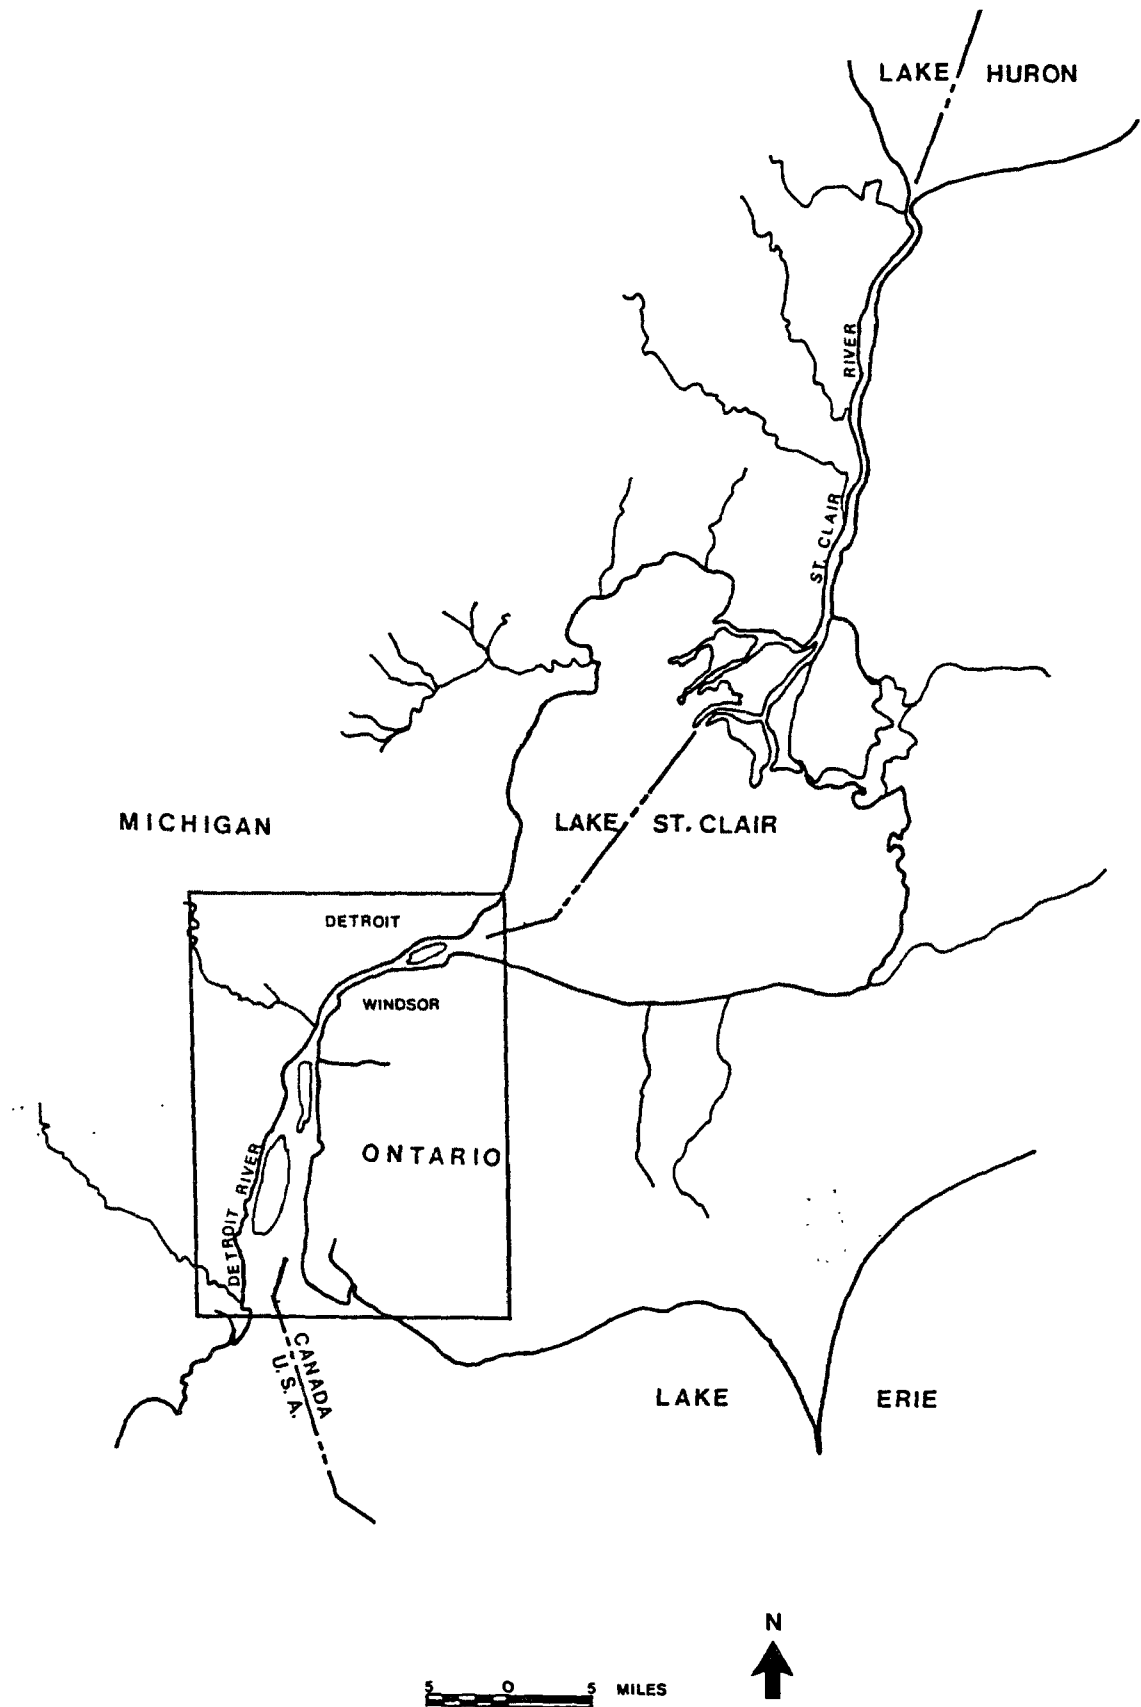 LAKE HURON
RIVER
ST. CLAIR
MICHIGAN
LAKE ST. CLAIR
DETROIT
WINDSOR
ONTARIO
DETROIT RIVER
CANADA
U.S.A.
LAKE ERIE
N
5 0 5 MILES